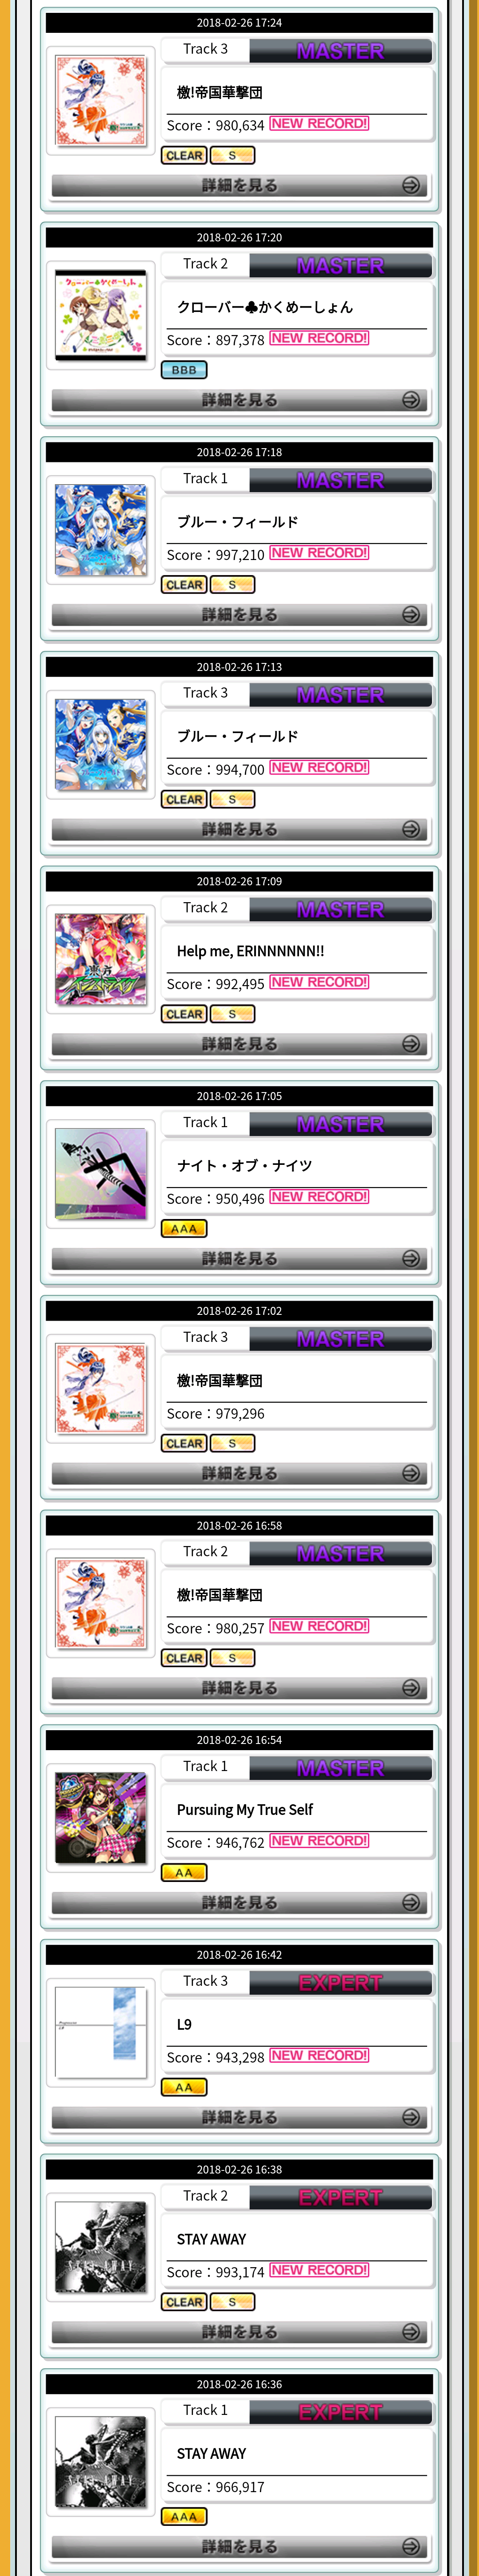 2018-02-26 17:24
Track 3 MASTER
檄!帝国華撃団
Score：980,634 NEW RECORD!
CLEAR S
詳細を見る
2018-02-26 17:20
Track 2 MASTER
クローバー♣かくめーしょん
Score：897,378 NEW RECORD!
BBB
詳細を見る
2018-02-26 17:18
Track 1 MASTER
ブルー・フィールド
Score：997,210 NEW RECORD!
CLEAR S
詳細を見る
2018-02-26 17:13
Track 3 MASTER
ブルー・フィールド
Score：994,700 NEW RECORD!
CLEAR S
詳細を見る
2018-02-26 17:09
Track 2 MASTER
Help me, ERINNNNNN!!
Score：992,495 NEW RECORD!
CLEAR S
詳細を見る
2018-02-26 17:05
Track 1 MASTER
ナイト・オブ・ナイツ
Score：950,496 NEW RECORD!
AAA
詳細を見る
2018-02-26 17:02
Track 3 MASTER
檄!帝国華撃団
Score：979,296
CLEAR S
詳細を見る
2018-02-26 16:58
Track 2 MASTER
檄!帝国華撃団
Score：980,257 NEW RECORD!
CLEAR S
詳細を見る
2018-02-26 16:54
Track 1 MASTER
Pursuing My True Self
Score：946,762 NEW RECORD!
AA
詳細を見る
2018-02-26 16:42
Track 3 EXPERT
L9
Score：943,298 NEW RECORD!
AA
詳細を見る
2018-02-26 16:38
Track 2 EXPERT
STAY AWAY
Score：993,174 NEW RECORD!
CLEAR S
詳細を見る
2018-02-26 16:36
Track 1 EXPERT
STAY AWAY
Score：966,917
AAA
詳細を見る